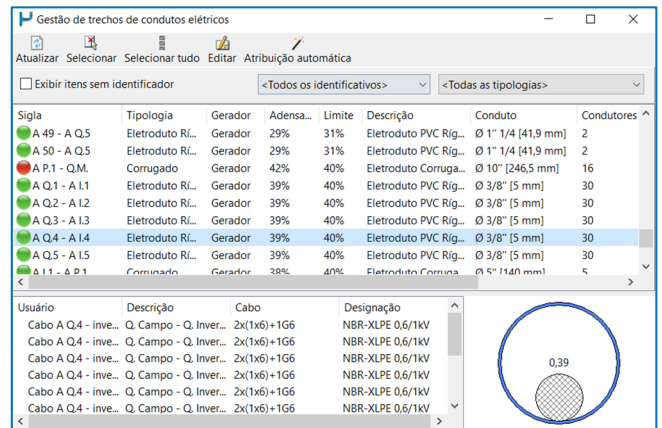 Gestão de trechos de condutos elétricos
Atualizar Selecionar Selecionar tudo Editar Atribuição automática
Exibir itens sem identificador <Todos os identificativos> <Todas as tipologias>
Sigla Tipologia Gerador Adensa... Limite Descrição Conduto Condutores
A 49 - A Q.5 Eletroduto Rí... Gerador 29% 31% Eletroduto PVC Ríg... Ø 1" 1/4 [41,9 mm] 2
A 50 - A Q.5 Eletroduto Rí... Gerador 29% 31% Eletroduto PVC Ríg... Ø 1" 1/4 [41,9 mm] 2
A P.1 - Q.M. Corrugado Gerador 42% 40% Eletroduto Corruga... Ø 10" [246,5 mm] 16
A Q.1 - A I.1 Eletroduto Rí... Gerador 39% 40% Eletroduto PVC Ríg... Ø 3/8" [5 mm] 30
A Q.2 - A I.2 Eletroduto Rí... Gerador 39% 40% Eletroduto PVC Ríg... Ø 3/8" [5 mm] 30
A Q.3 - A I.3 Eletroduto Rí... Gerador 39% 40% Eletroduto PVC Ríg... Ø 3/8" [5 mm] 30
A Q.4 - A I.4 Eletroduto Rí... Gerador 39% 40% Eletroduto PVC Ríg... Ø 3/8" [5 mm] 30
A Q.5 - A I.5 Eletroduto Rí... Gerador 39% 40% Eletroduto PVC Ríg... Ø 3/8" [5 mm] 30
A I.1 - A P.1 Corrugado Gerador 38% 40% Eletroduto Corruga... Ø 5" [140 mm] 5
Usuário Descrição Cabo Designação
Cabo A Q.4 - inve... Q. Campo - Q. Inver... 2x(1x6)+1G6 NBR-XLPE 0,6/1kV
Cabo A Q.4 - inve... Q. Campo - Q. Inver... 2x(1x6)+1G6 NBR-XLPE 0,6/1kV
Cabo A Q.4 - inve... Q. Campo - Q. Inver... 2x(1x6)+1G6 NBR-XLPE 0,6/1kV
Cabo A Q.4 - inve... Q. Campo - Q. Inver... 2x(1x6)+1G6 NBR-XLPE 0,6/1kV
Cabo A Q.4 - inve... Q. Campo - Q. Inver... 2x(1x6)+1G6 NBR-XLPE 0,6/1kV
Cabo A Q.4 - inve... Q. Campo - Q. Inver... 2x(1x6)+1G6 NBR-XLPE 0,6/1kV
0,39